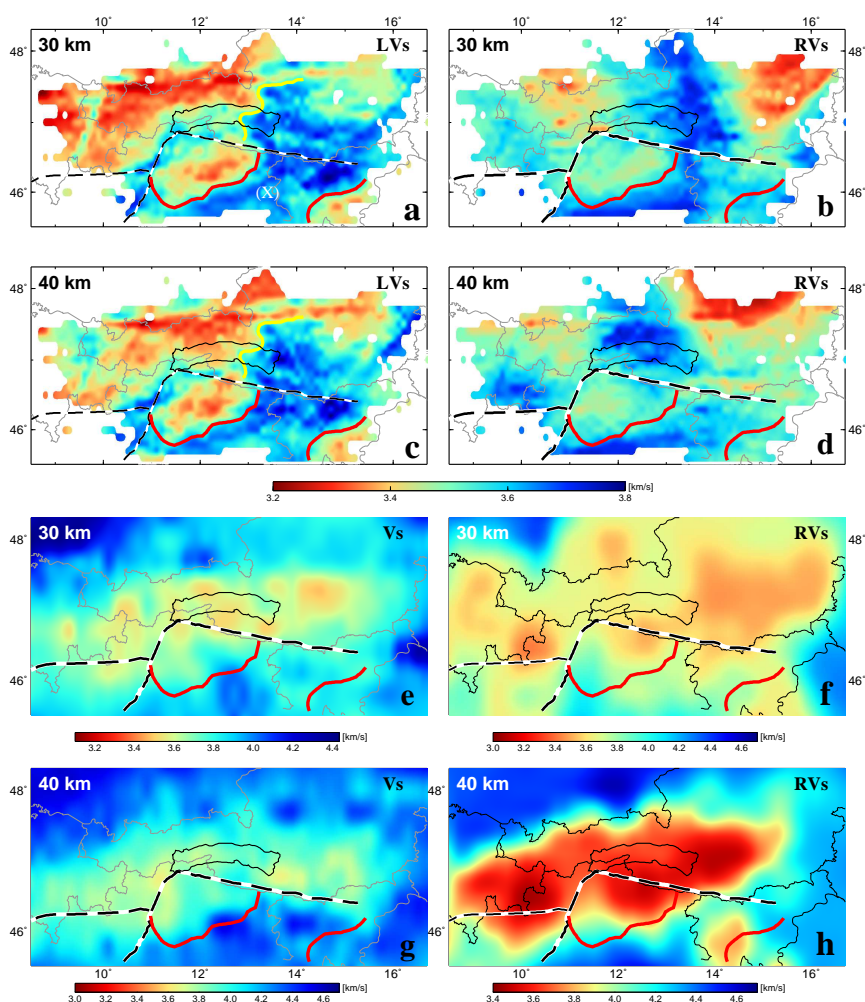 10° 12° 14° 16°
10° 12° 14° 16°
30 km LVs
48°
46°
(X)
a
30 km RVs
b
40 km LVs
48°
46°
c
40 km RVs
d
[km/s]
3.2 3.4 3.6 3.8
30 km Vs
48°
46°
e
30 km RVs
48°
46°
f
[km/s]
3.2 3.4 3.6 3.8 4.0 4.2 4.4
[km/s]
3.0 3.2 3.4 3.6 3.8 4.0 4.2 4.4 4.6
40 km Vs
48°
46°
g
40 km RVs
48°
46°
h
10° 12° 14° 16°
10° 12° 14° 16°
[km/s]
3.0 3.2 3.4 3.6 3.8 4.0 4.2 4.4 4.6
[km/s]
3.4 3.6 3.8 4.0 4.2 4.4 4.6